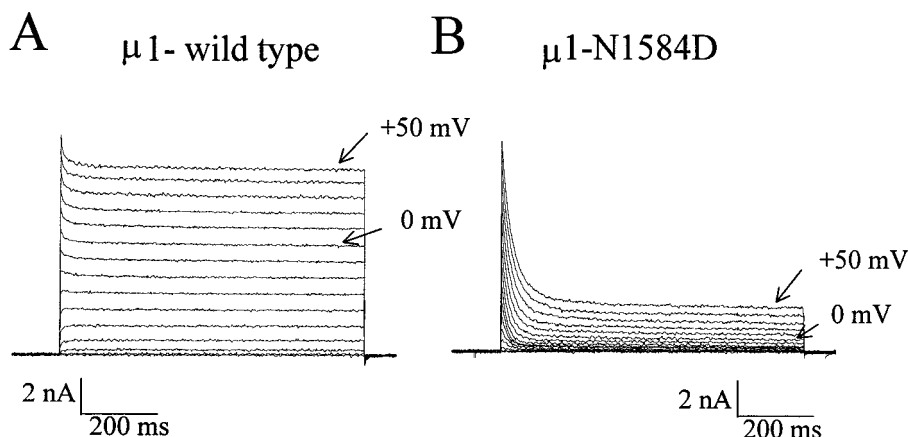 A
μ1- wild type
+50 mV
0 mV
2 nA
200 ms
B
μ1-N1584D
+50 mV
0 mV
2 nA
200 ms